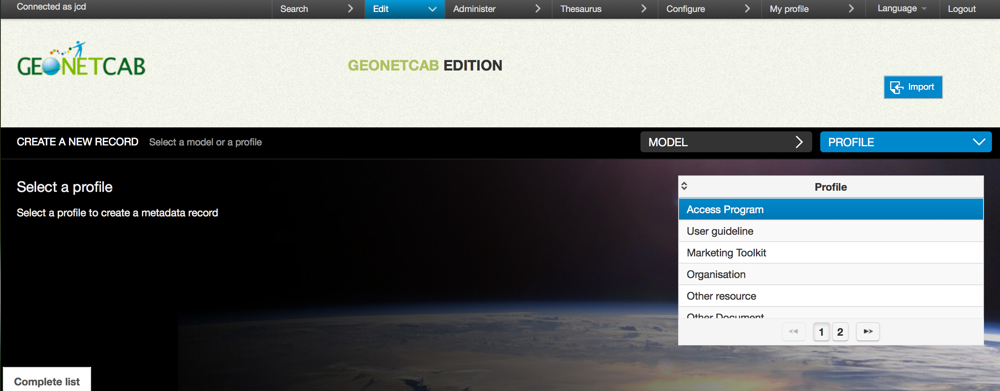 Connected as jcd
Search
Edit
Administer
Thesaurus
Configure
My profile
Language
Logout
GEONETCAB
GEONETCAB EDITION
Import
CREATE A NEW RECORD Select a model or a profile
MODEL
PROFILE
Select a profile
Select a profile to create a metadata record
Profile
Access Program
User guideline
Marketing Toolkit
Organisation
Other resource
Other Document
1 2
Complete list